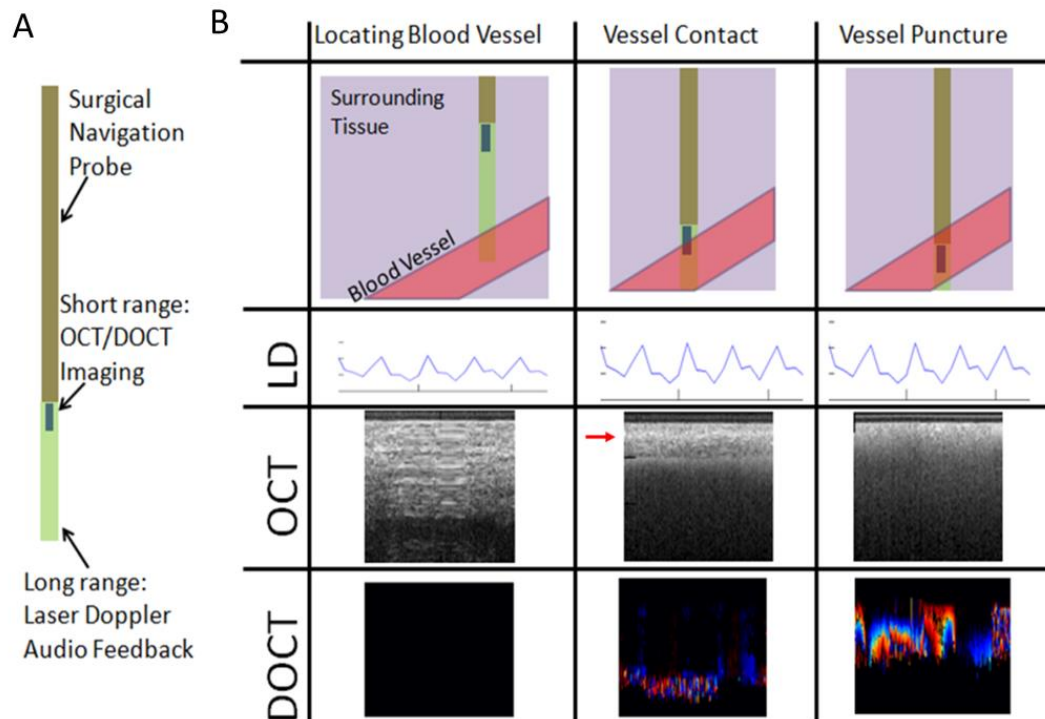 A
Surgical
Navigation
Probe
Short range:
OCT/DOCT
Imaging
Long range:
Laser Doppler
Audio Feedback
B
Locating Blood Vessel
Vessel Contact
Vessel Puncture
Surrounding
Tissue
Blood Vessel
LD
OCT
DOCT